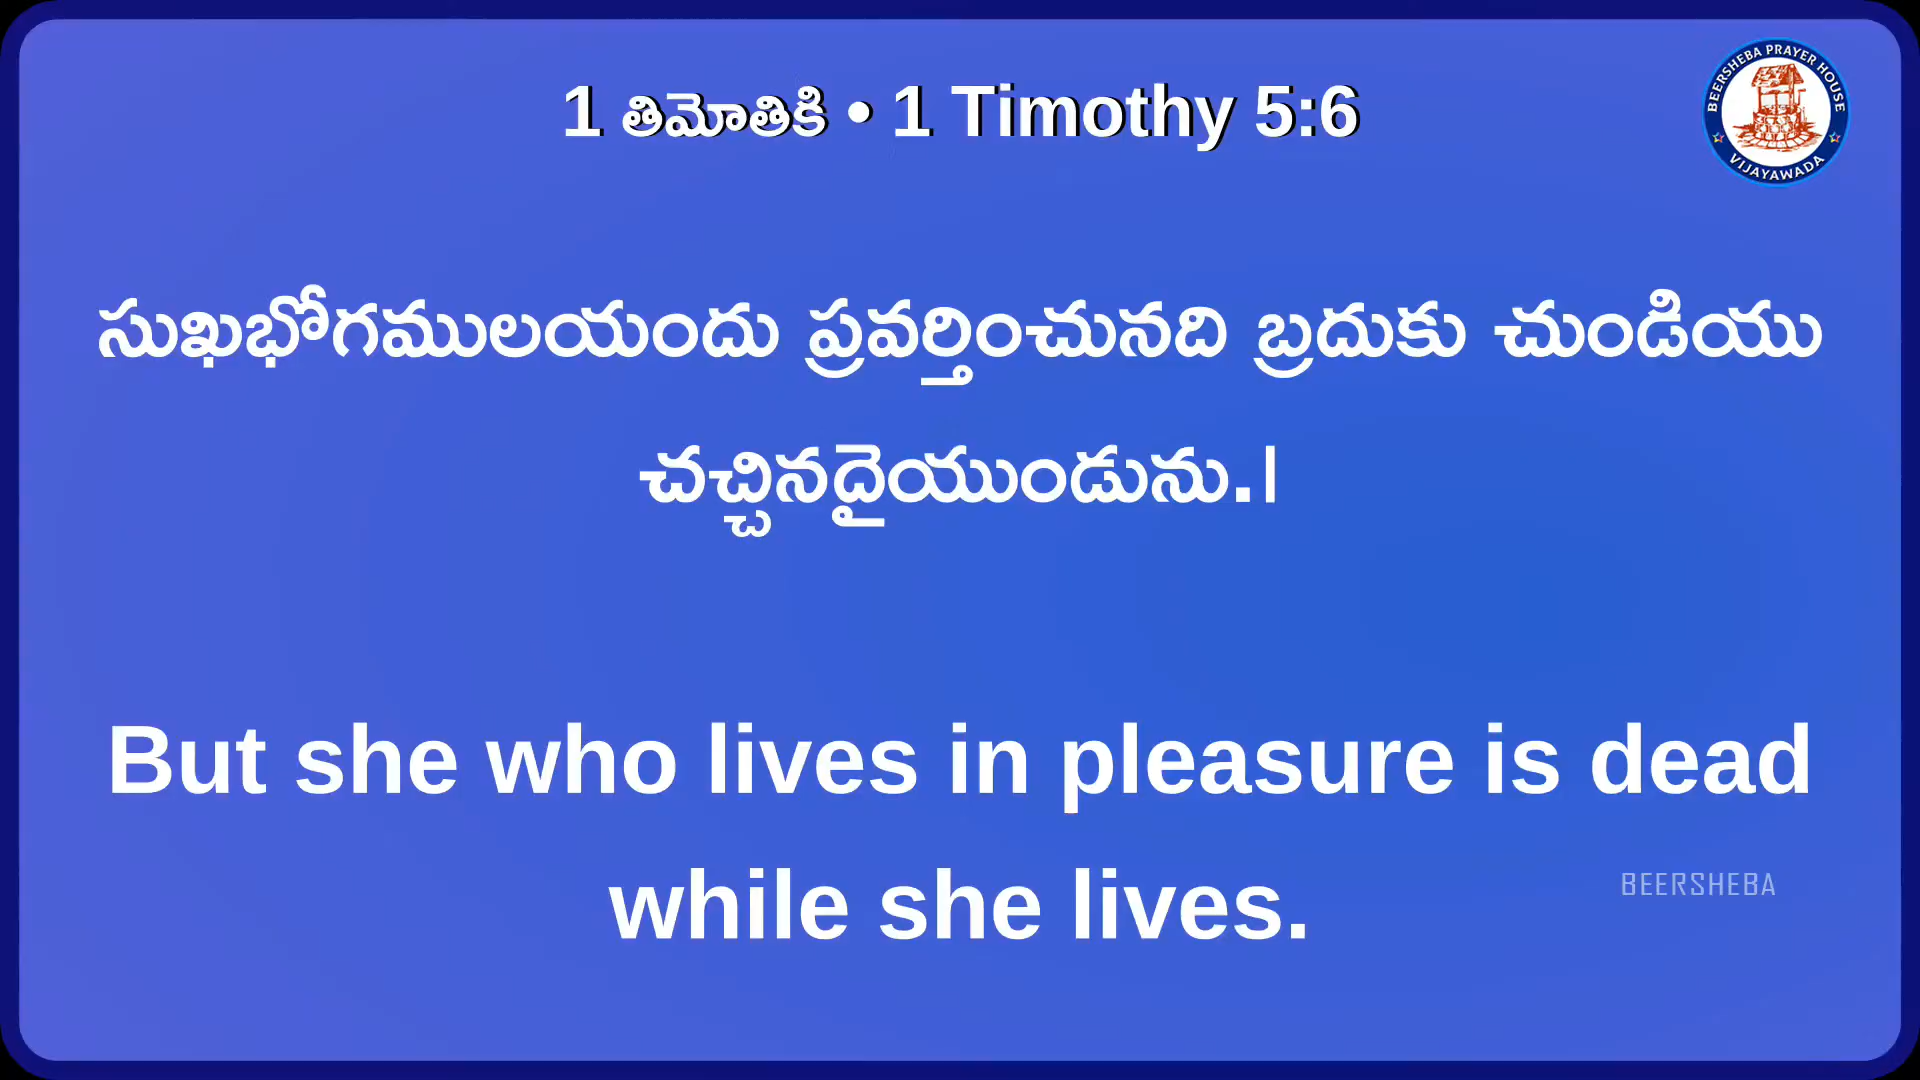 1 తిమోతికి • 1 Timothy 5:6
BEERSHEBA PRAYER HOUSE
VIJAYAWADA
సుఖభోగములయందు ప్రవర్తించునది బ్రదుకు చుండియు
చచ్చినదైయుండును.।
But she who lives in pleasure is dead
while she lives.
BEERSHEBA